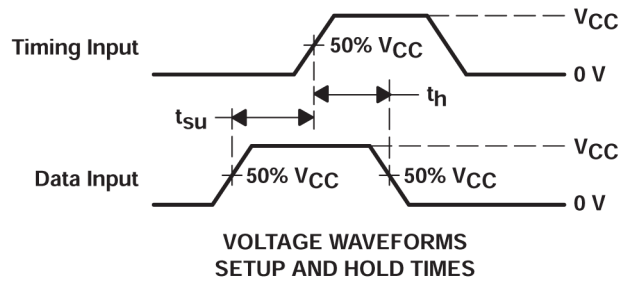 VCC
Timing Input
50% VCC
0 V
th
tsu
VCC
Data Input
50% VCC
50% VCC
0 V
VOLTAGE WAVEFORMS
SETUP AND HOLD TIMES